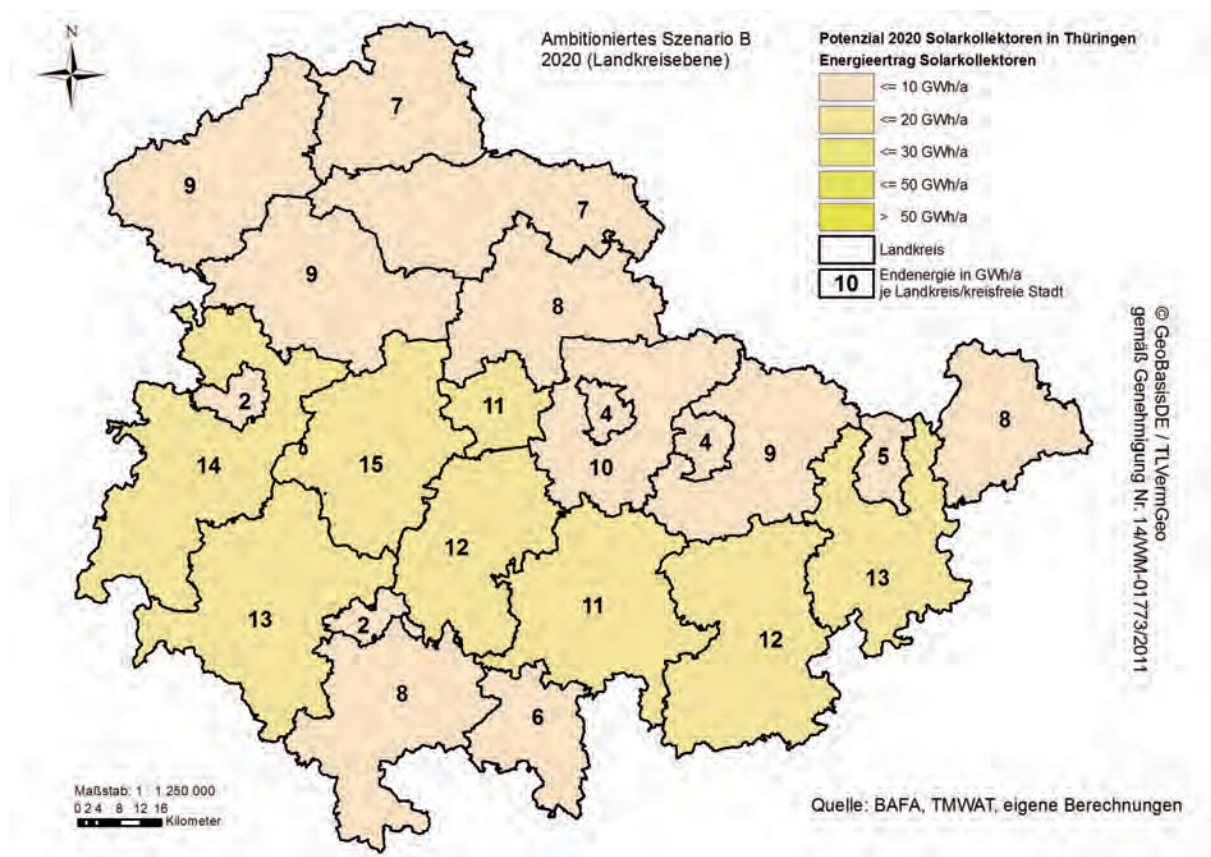 N
Ambitioniertes Szenario B
2020 (Landkreisebene)
Potenzial 2020 Solarkollektoren in Thüringen
Energieertrag Solarkollektoren
<= 10 GWh/a
<= 20 GWh/a
<= 30 GWh/a
<= 50 GWh/a
> 50 GWh/a
Landkreis
10
Endenergie in GWh/a
je Landkreis/kreisfreie Stadt
7
9
7
9
8
2
11
4
4
8
14
15
10
9
5
12
13
11
13
2
12
8
6
© GeoBasisDE / TLVermGeo
gemäß Genehmigung Nr. 14/WM-01773/2011
Maßstab: 1 : 1.250.000
0 2 4 8 12 16
Kilometer
Quelle: BAFA, TMWAT, eigene Berechnungen